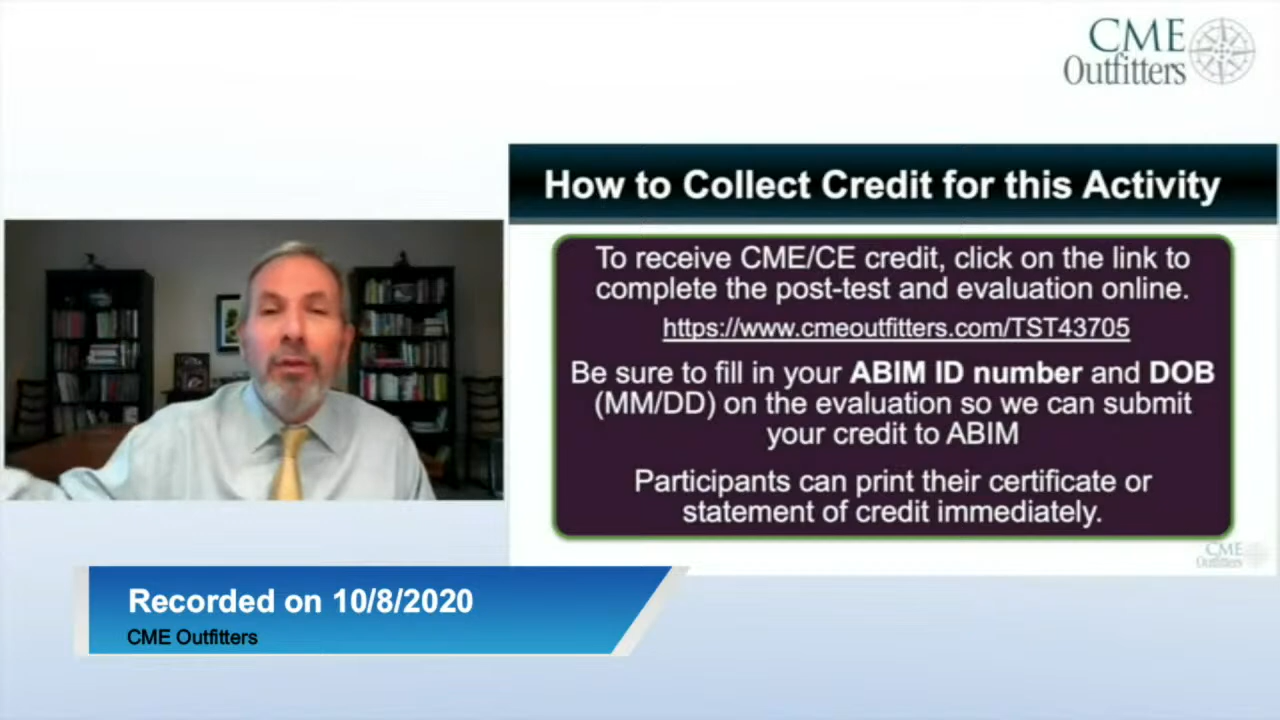 CME
Outfitters
How to Collect Credit for this Activity
To receive CME/CE credit, click on the link to
complete the post-test and evaluation online.
https://www.cmeoutfitters.com/TST43705
Be sure to fill in your ABIM ID number and DOB
(MM/DD) on the evaluation so we can submit
your credit to ABIM
Participants can print their certificate or
statement of credit immediately.
CME
Outfitters
Recorded on 10/8/2020
CME Outfitters